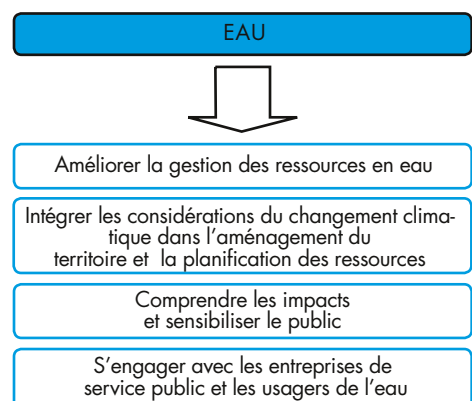 EAU
Améliorer la gestion des ressources en eau
Intégrer les considérations du changement clima-
tique dans l'aménagement du
territoire et la planification des ressources
Comprendre les impacts
et sensibiliser le public
S'engager avec les entreprises de
service public et les usagers de l'eau